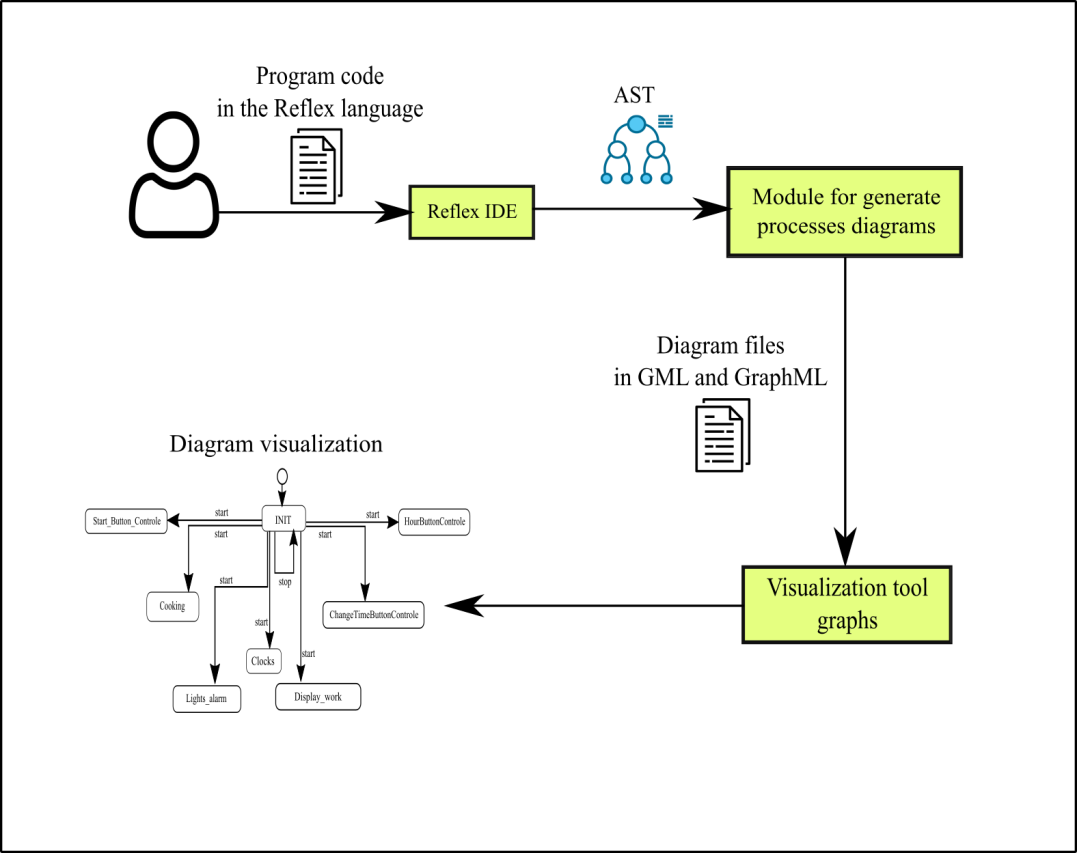 Program code
in the Reflex language
AST
Reflex IDE
Module for generate
processes diagrams
Diagram files
in GML and GraphML
Diagram visualization
start
start
Start_Button_Controle
INIT
HourButtonControle
start
start
start
stop
Cooking
ChangeTimeButtonControle
start
start
Clocks
Lights_alarm
Display_work
Visualization tool
graphs